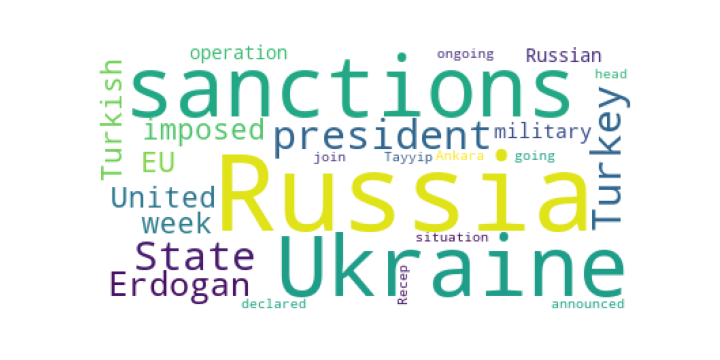 operation
ongoing
Russian
head
sanctions
Turkish
imposed
president
military
Turkey
EU
join
Tayyip
Ankara
going
Russia
United
week
State
Ukraine
situation
Erdogan
Recep
declared
announced